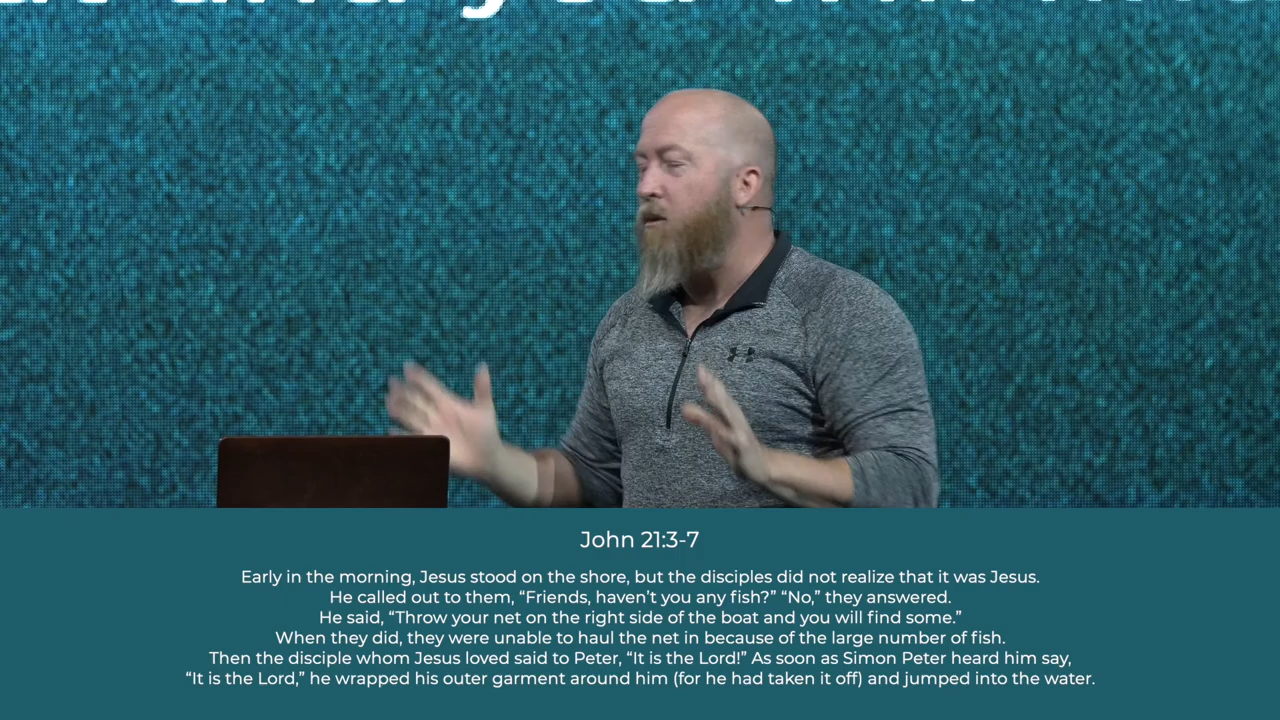 and you will
John 21:3-7
Early in the morning, Jesus stood on the shore, but the disciples did not realize that it was Jesus.
He called out to them, “Friends, haven’t you any fish?” “No,” they answered.
He said, “Throw your net on the right side of the boat and you will find some.”
When they did, they were unable to haul the net in because of the large number of fish.
Then the disciple whom Jesus loved said to Peter, “It is the Lord!” As soon as Simon Peter heard him say,
“It is the Lord,” he wrapped his outer garment around him (for he had taken it off) and jumped into the water.